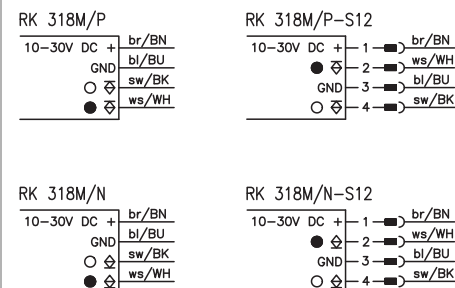 RK 318M/P
10-30V DC + br/BN
GND bl/BU
sw/BK
ws/WH
RK 318M/P-S12
10-30V DC + 1 br/BN
2 ws/WH
GND 3 bl/BU
4 sw/BK
RK 318M/N
10-30V DC + br/BN
GND bl/BU
sw/BK
ws/WH
RK 318M/N-S12
10-30V DC + 1 br/BN
2 ws/WH
GND 3 bl/BU
4 sw/BK